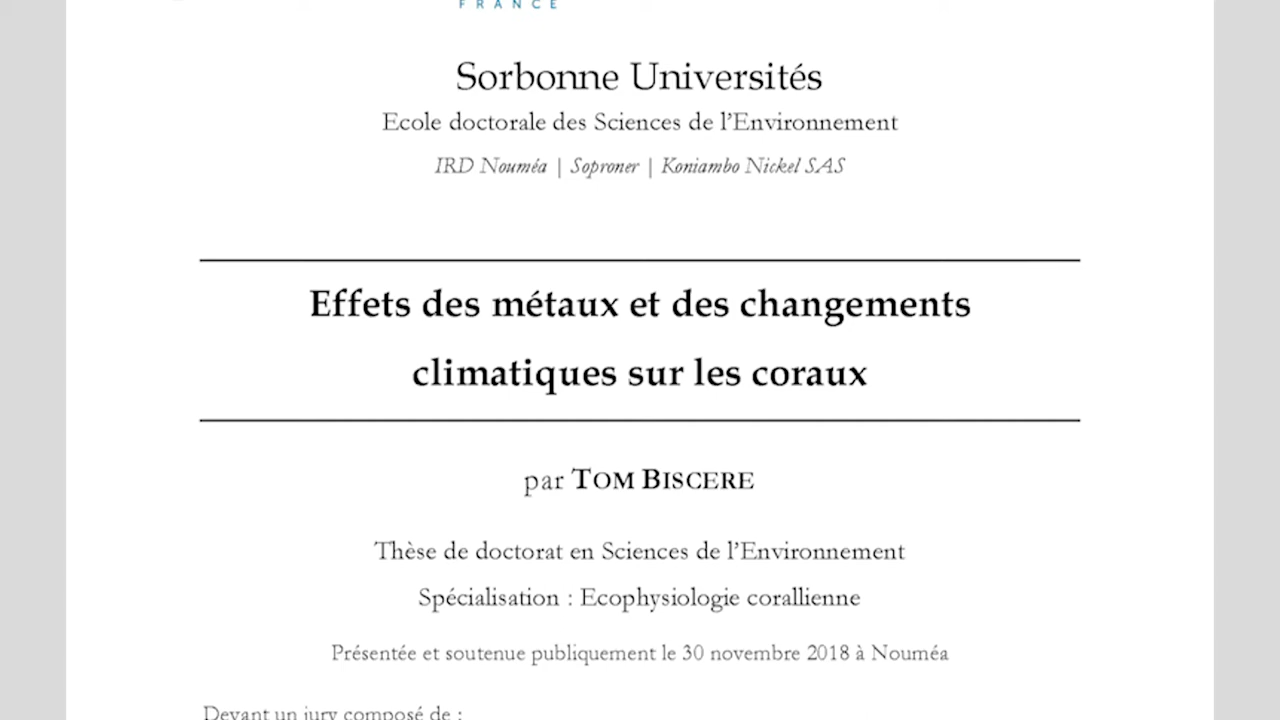 FRANCE
Sorbonne Universités
Ecole doctorale des Sciences de l’Environnement
IRD Nouméa | Soproner | Koniambo Nickel SAS
Effets des métaux et des changements
climatiques sur les coraux
par TOM BISCERE
Thèse de doctorat en Sciences de l’Environnement
Spécialisation : Ecophysiologie corallienne
Présentée et soutenue publiquement le 30 novembre 2018 à Nouméa
Devant un jury composé de :